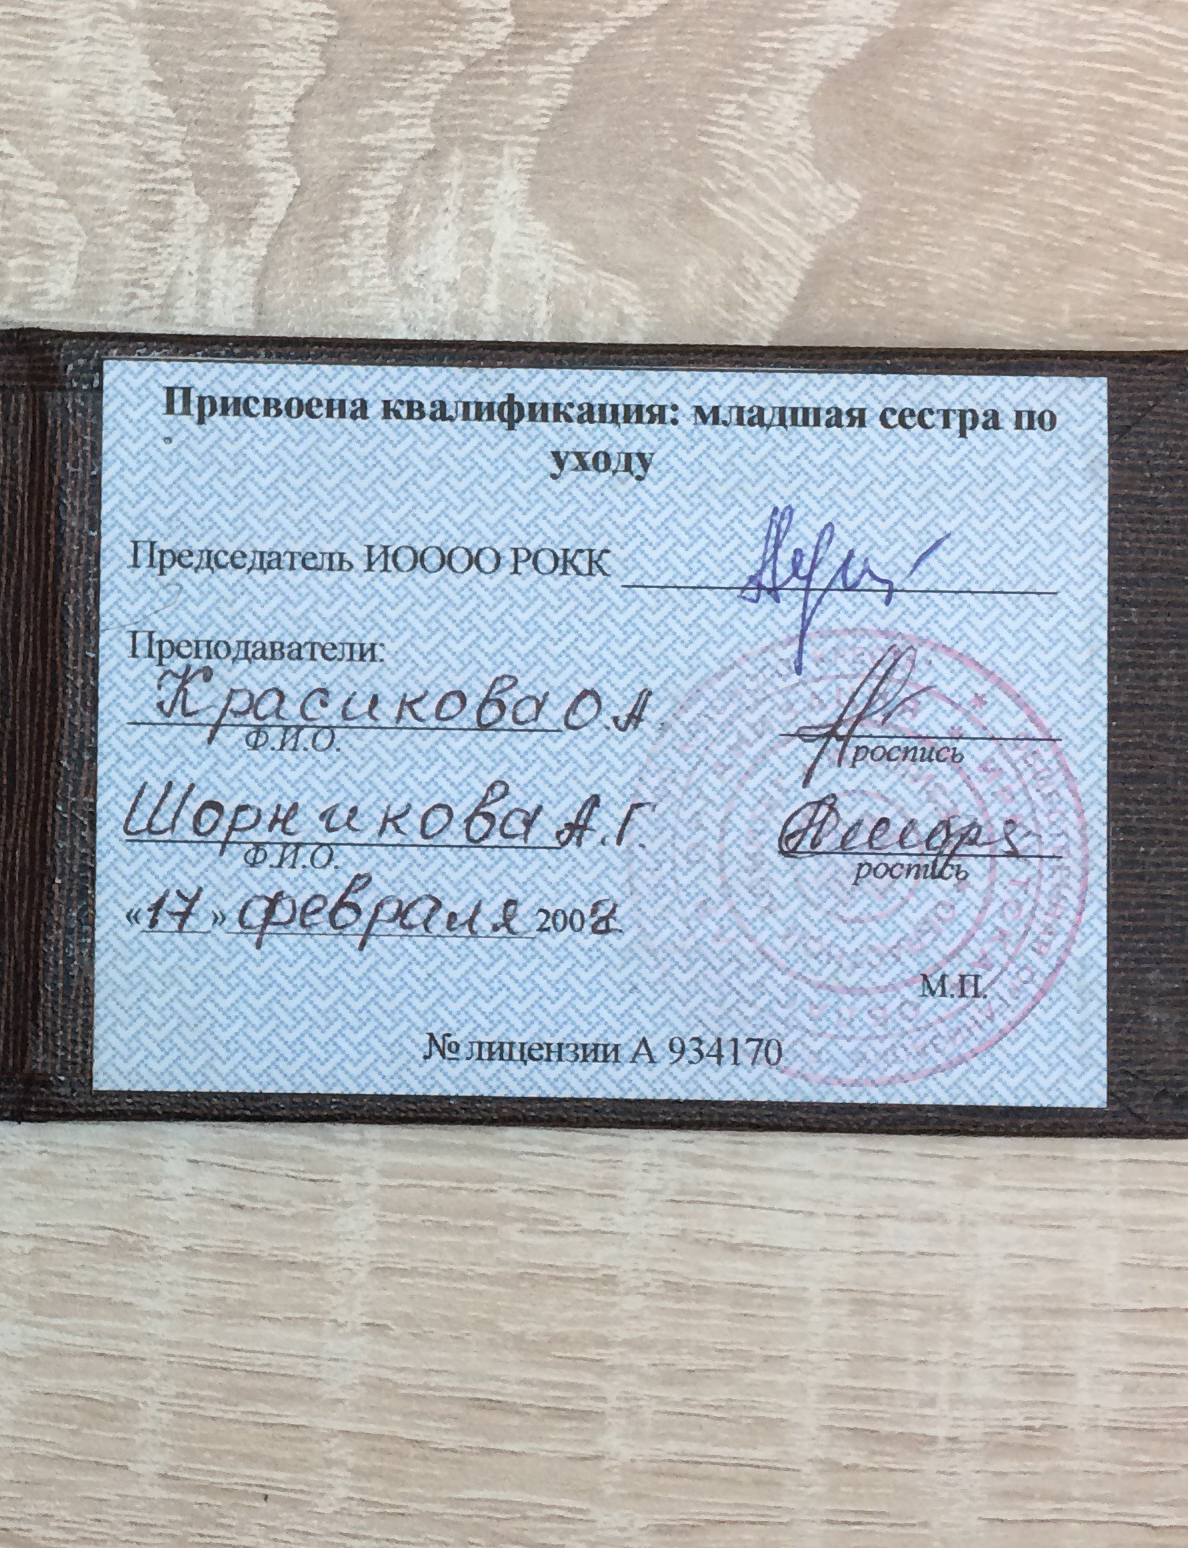 Присвоена квалификация: младшая сестра по
уходу
Председатель ИОООО РОКК
Преподаватели:
Красикова О.А.
Ф.И.О.
роспись
Шорникова А.Г.
Ф.И.О.
роспись
«17» февраля 2008
М.П.
№ лицензии А 934170